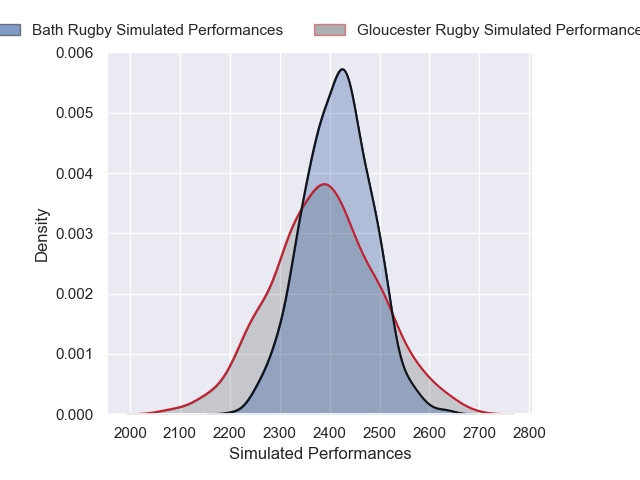 Bath Rugby Simulated Performances
Gloucester Rugby Simulated Performance
0.006
0.005
0.004
0.003
0.002
0.001
0.000
Density
2000 2100 2200 2300 2400 2500 2600 2700 2800
Simulated Performances